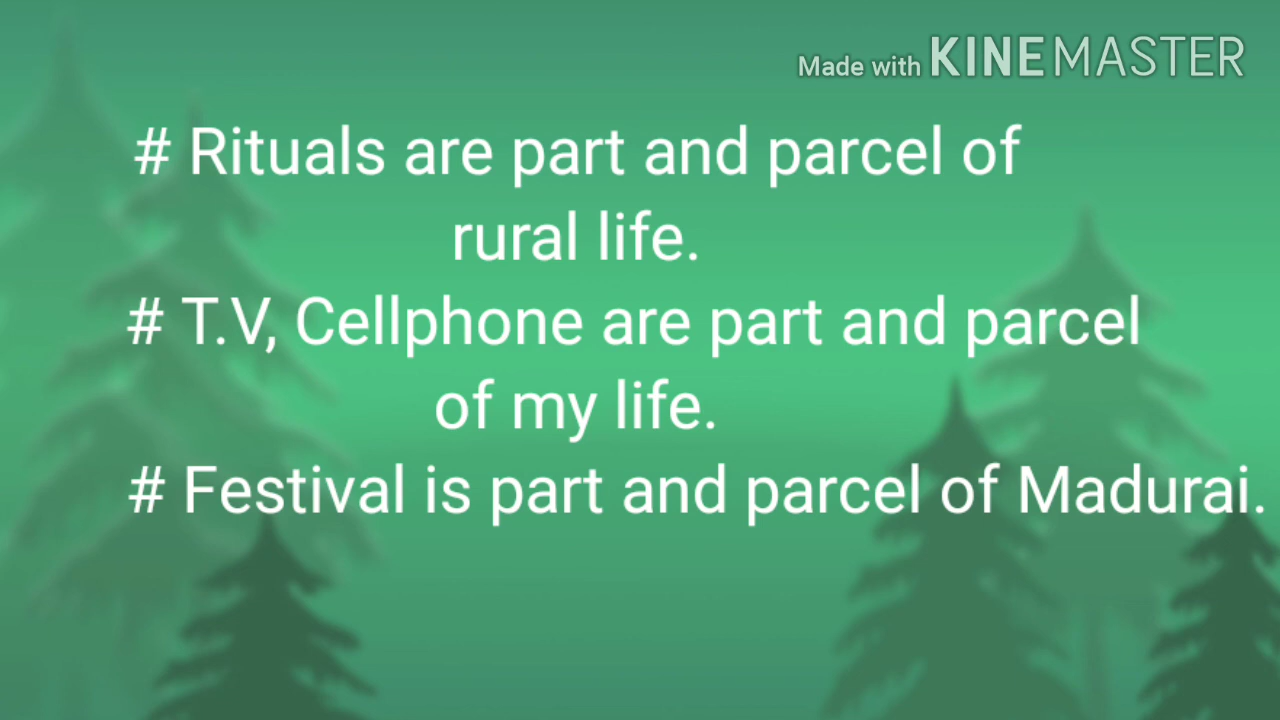 Made with KINEMASTER
# Rituals are part and parcel of
rural life.
# T.V, Cellphone are part and parcel
of my life.
# Festival is part and parcel of Madurai.